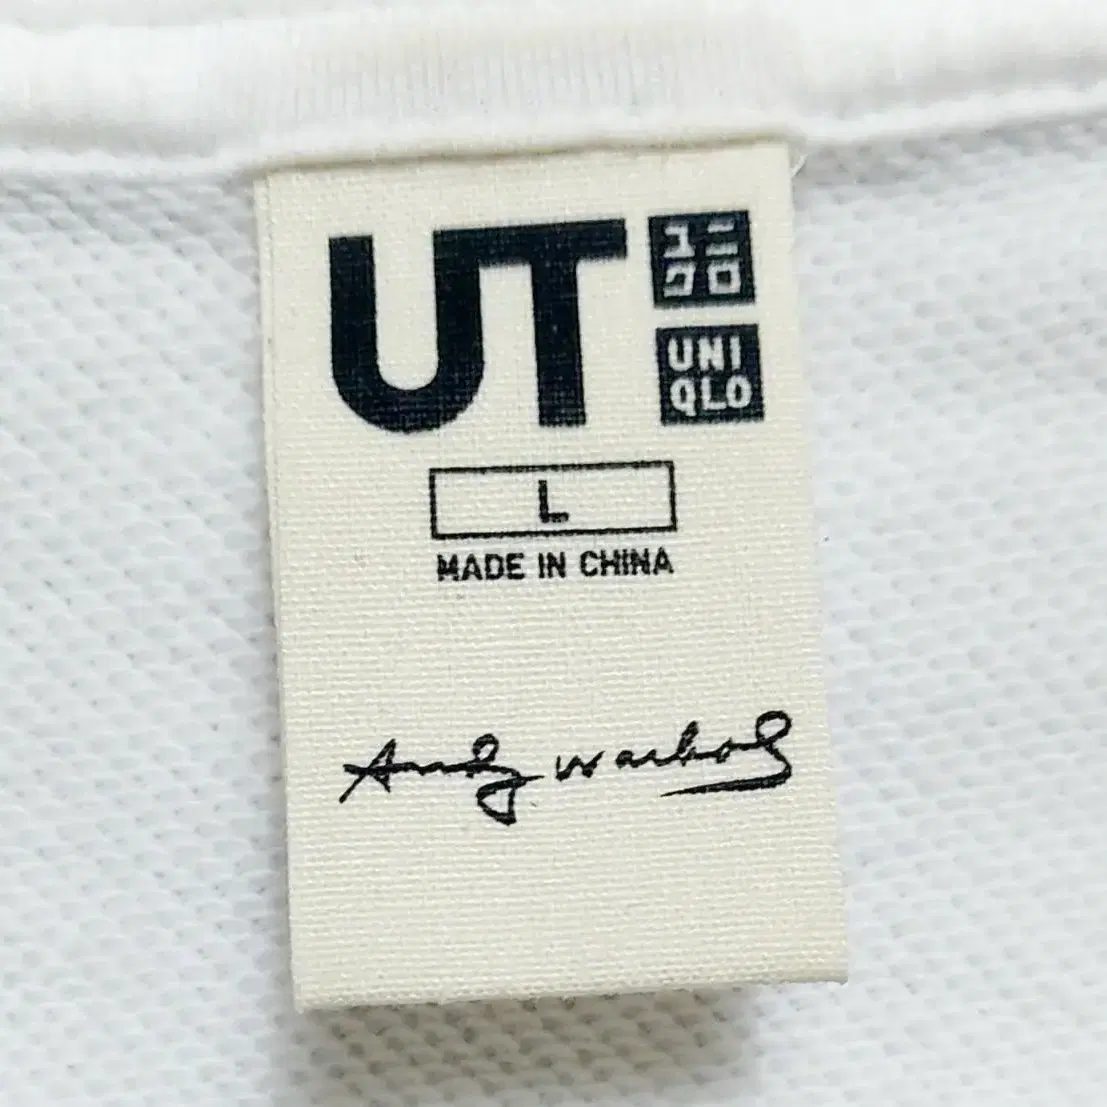 UT
ユニ
クロ
UNI
QLO
L
MADE IN CHINA
Andy Warhol